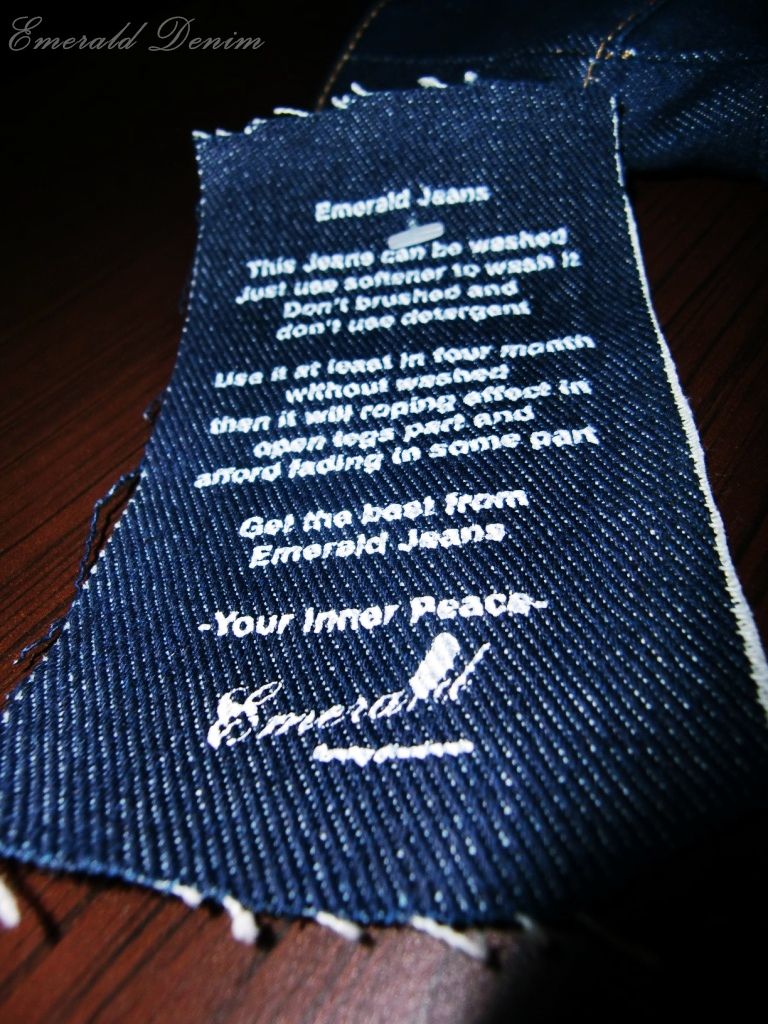 Emerald Denim
Emerald Jeans
This Jeans can be washed
Just use softener to wash it
Don't brushed and
don't use detergent
Use it at least in four month
without washed
then it will roping effect in
open legs part and
afford fading in some part
Get the best from
Emerald Jeans
-Your Inner Peace-
Emerald